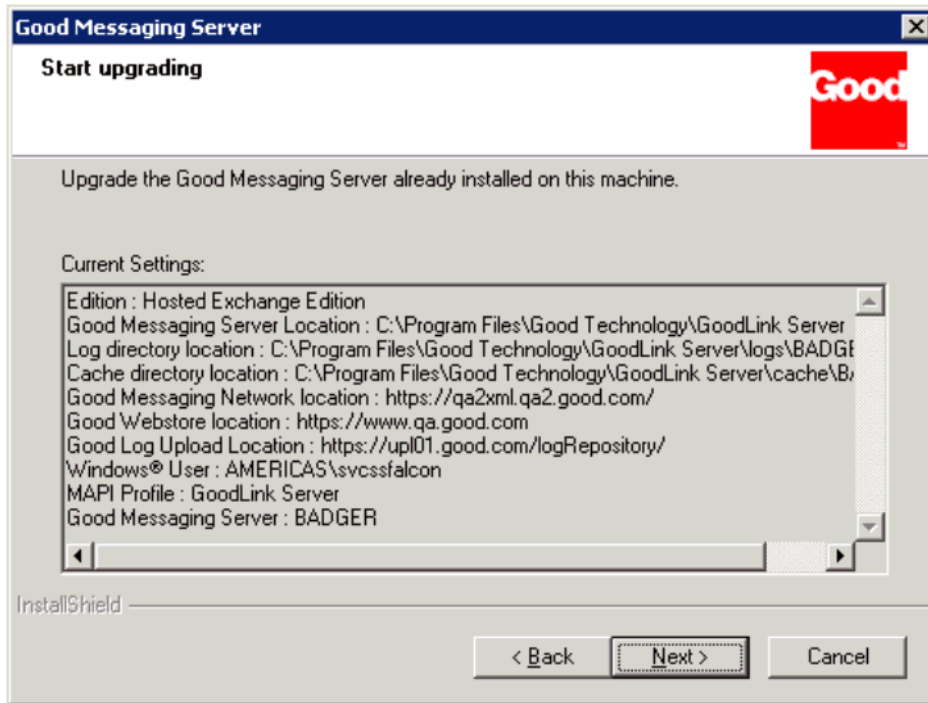 Good Messaging Server
Start upgrading
Good
Upgrade the Good Messaging Server already installed on this machine.
Current Settings:
Edition : Hosted Exchange Edition
Good Messaging Server Location : C:\Program Files\Good Technology\GoodLink Server
Log directory location : C:\Program Files\Good Technology\GoodLink Server\logs\BADGE
Cache directory location : C:\Program Files\Good Technology\GoodLink Server\cache\BA
Good Messaging Network location : https://qa2xml.qa2.good.com/
Good Webstore location : https://www.qa.good.com
Good Log Upload Location : https://upl01.good.com/logRepository/
Windows® User : AMERICAS\svcssfalcon
MAPI Profile : GoodLink Server
Good Messaging Server : BADGER
InstallShield
< Back Next > Cancel